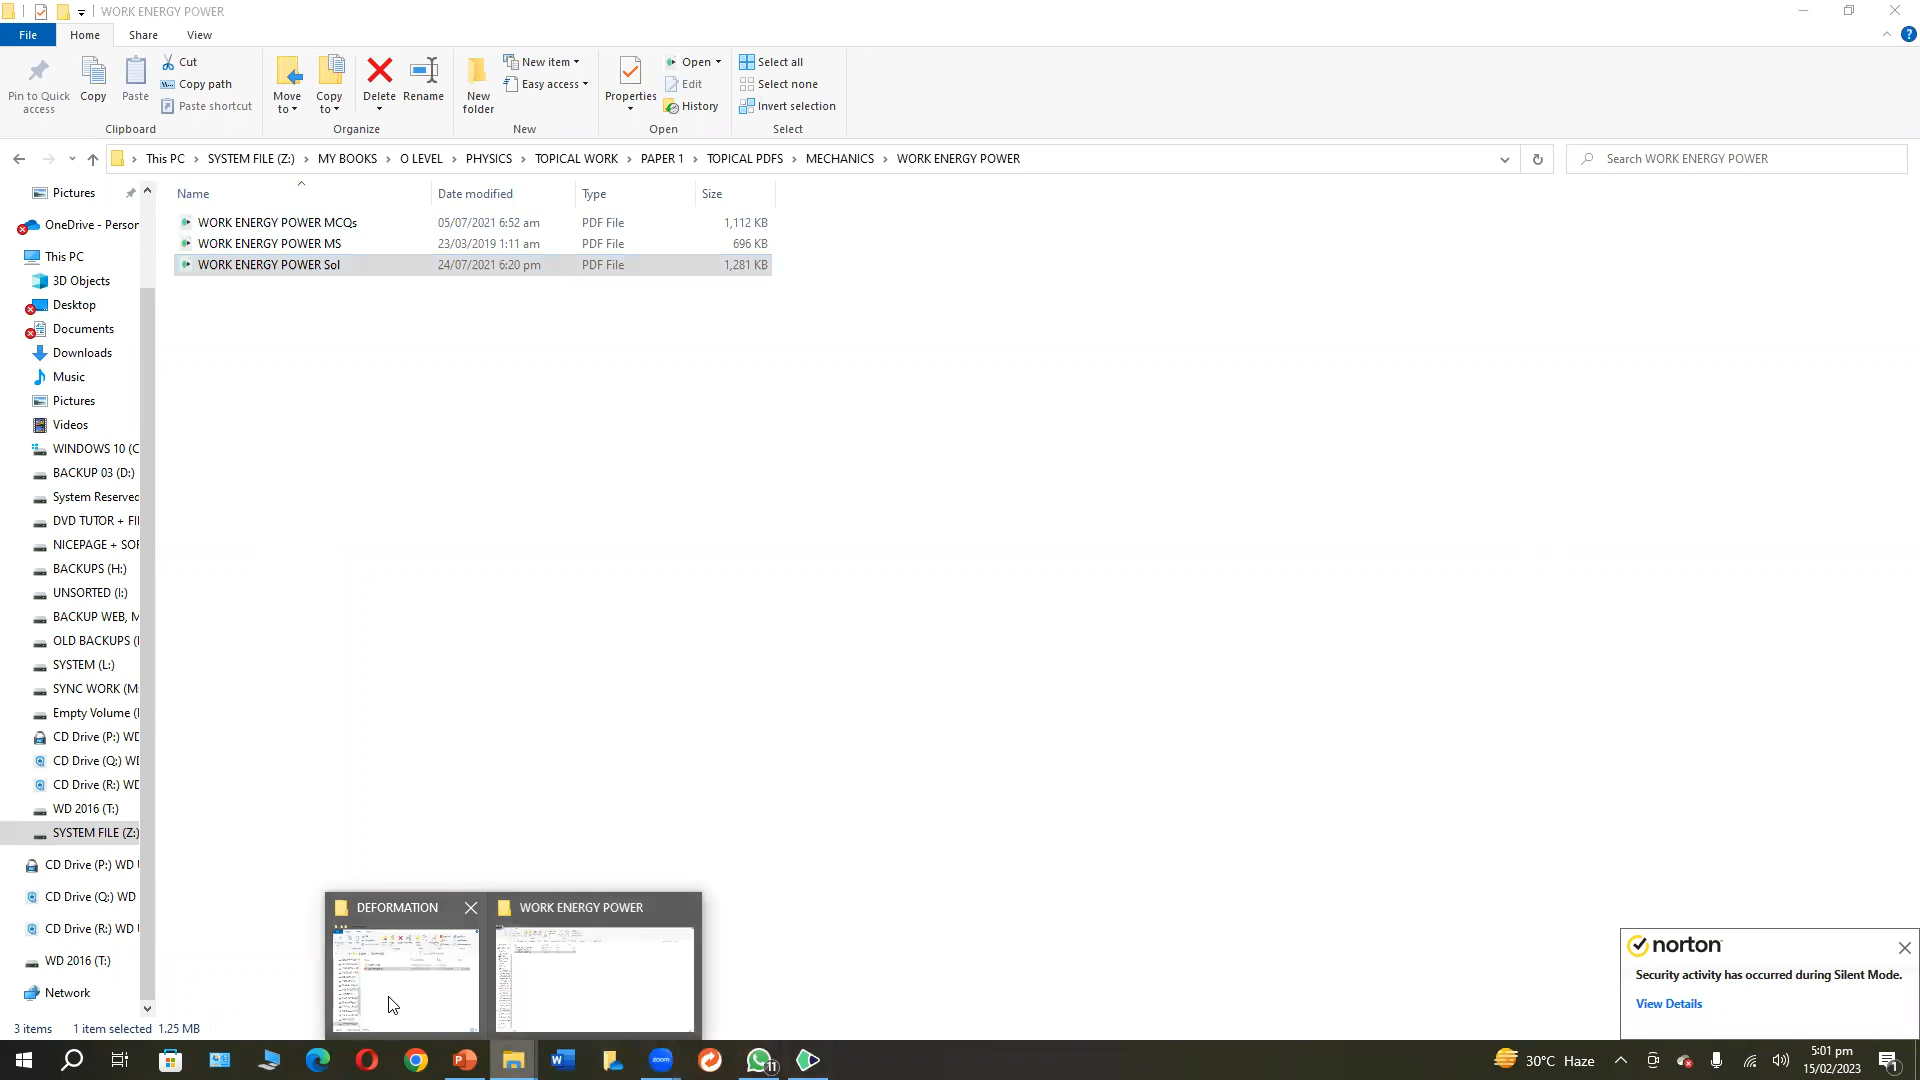 WORK ENERGY POWER
File Home Share View
Pin to Quick access
Copy
Paste
Cut
Copy path
Paste shortcut
Clipboard
Move to
Copy to
Delete
Rename
Organize
New folder
New item
Easy access
New
Properties
Open
Edit
History
Open
Select all
Select none
Invert selection
Select
This PC > SYSTEM FILE (Z:) > MY BOOKS > O LEVEL > PHYSICS > TOPICAL WORK > PAPER 1 > TOPICAL PDFS > MECHANICS > WORK ENERGY POWER
Search WORK ENERGY POWER
Name Date modified Type Size
WORK ENERGY POWER MCQs 05/07/2021 6:52 am PDF File 1,112 KB
WORK ENERGY POWER MS 23/03/2019 1:11 am PDF File 696 KB
WORK ENERGY POWER Sol 24/07/2021 6:20 pm PDF File 1,281 KB
Pictures
OneDrive - Person
This PC
3D Objects
Desktop
Documents
Downloads
Music
Pictures
Videos
WINDOWS 10 (C
BACKUP 03 (D:)
System Reserved
DVD TUTOR + FI
NICEPAGE + SOF
BACKUPS (H:)
UNSORTED (I:)
BACKUP WEB, M
OLD BACKUPS (
SYSTEM (L:)
SYNC WORK (M
Empty Volume (
CD Drive (P:) WD
CD Drive (Q:) WD
CD Drive (R:) WD
WD 2016 (T:)
SYSTEM FILE (Z:)
CD Drive (P:) WD
CD Drive (Q:) WD
CD Drive (R:) WD
WD 2016 (T:)
Network
3 items 1 item selected 1.25 MB
DEFORMATION
WORK ENERGY POWER
norton
Security activity has occurred during Silent Mode.
View Details
zoom
11
30°C Haze
5:01 pm
15/02/2023
1